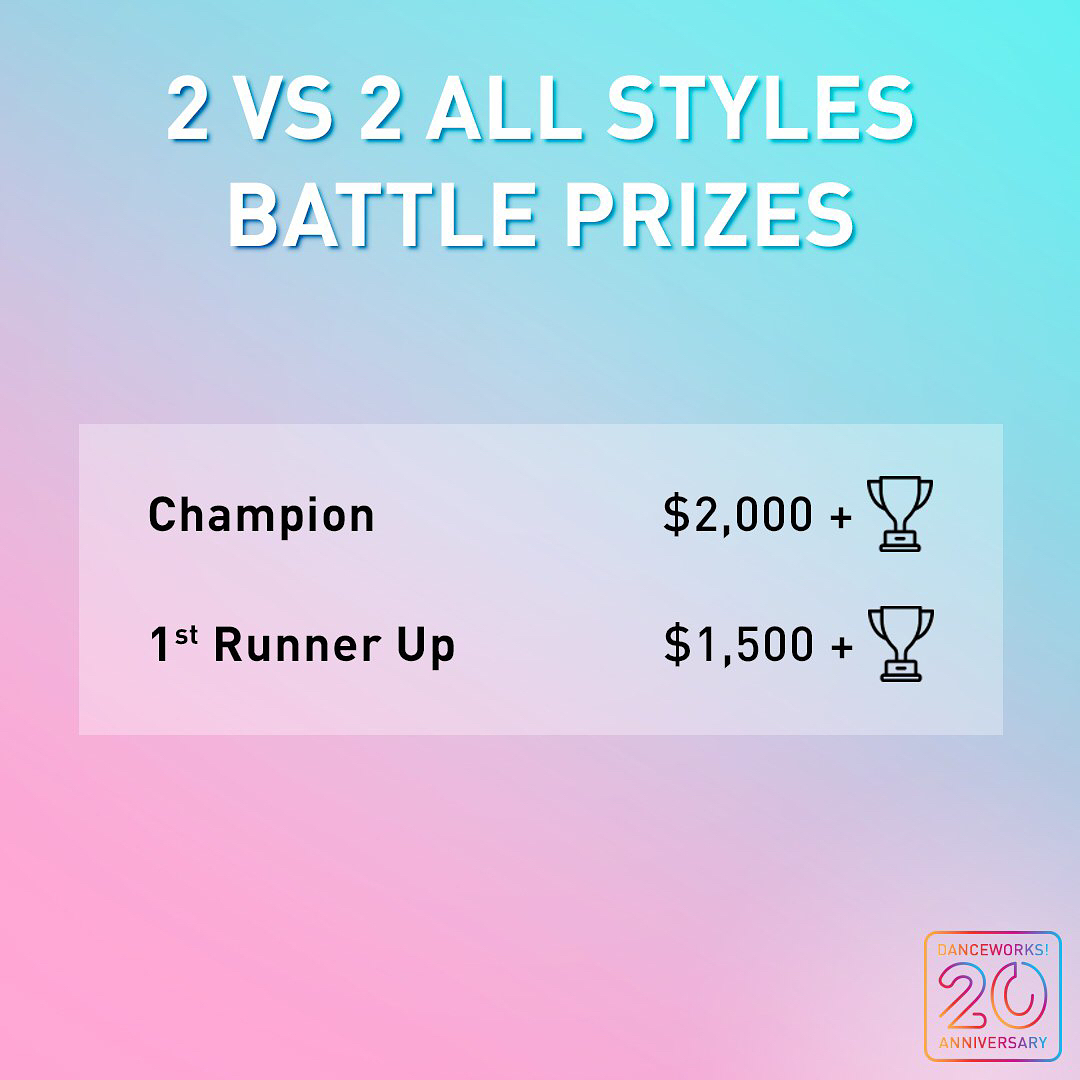 2 VS 2 ALL STYLES
BATTLE PRIZES
Champion $2,000 +
1st Runner Up $1,500 +
DANCEWORKS!
20
ANNIVERSARY